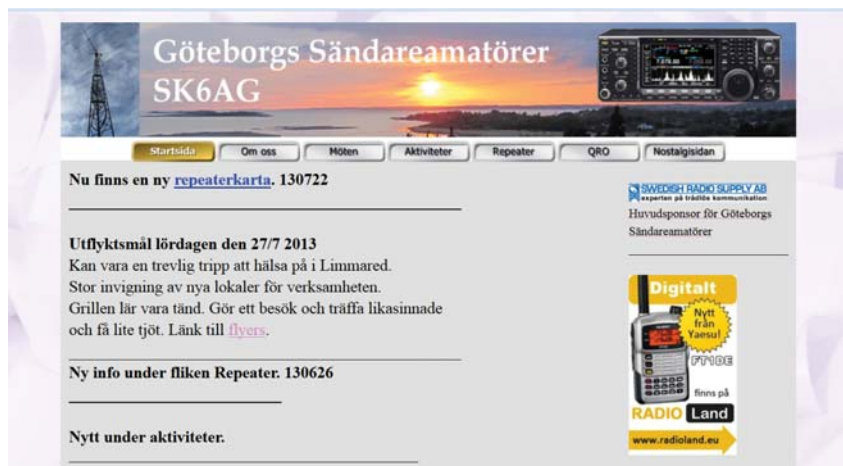 Göteborgs Sändareamatörer
SK6AG
Startsida
Om oss
Möten
Aktiviteter
Repeater
QRO
Nostalgisidan
Nu finns en ny repeaterkarta. 130722
Utflyktsmål lördagen den 27/7 2013
Kan vara en trevlig tripp att hälsa på i Limmared.
Stor invigning av nya lokaler för verksamheten.
Grillen lär vara tänd. Gör ett besök och träffa likasinnade
och få lite tjöt. Länk till flyers.
Ny info under fliken Repeater. 130626
Nytt under aktiviteter.
SWEDISH RADIO SUPPLY AB
experten på trådlös kommunikation
Huvudsponsor för Göteborgs
Sändareamatörer
Digitalt
Nytt
från
Yaesu!
FT1DE
finns på
RADIO Land
www.radioland.eu